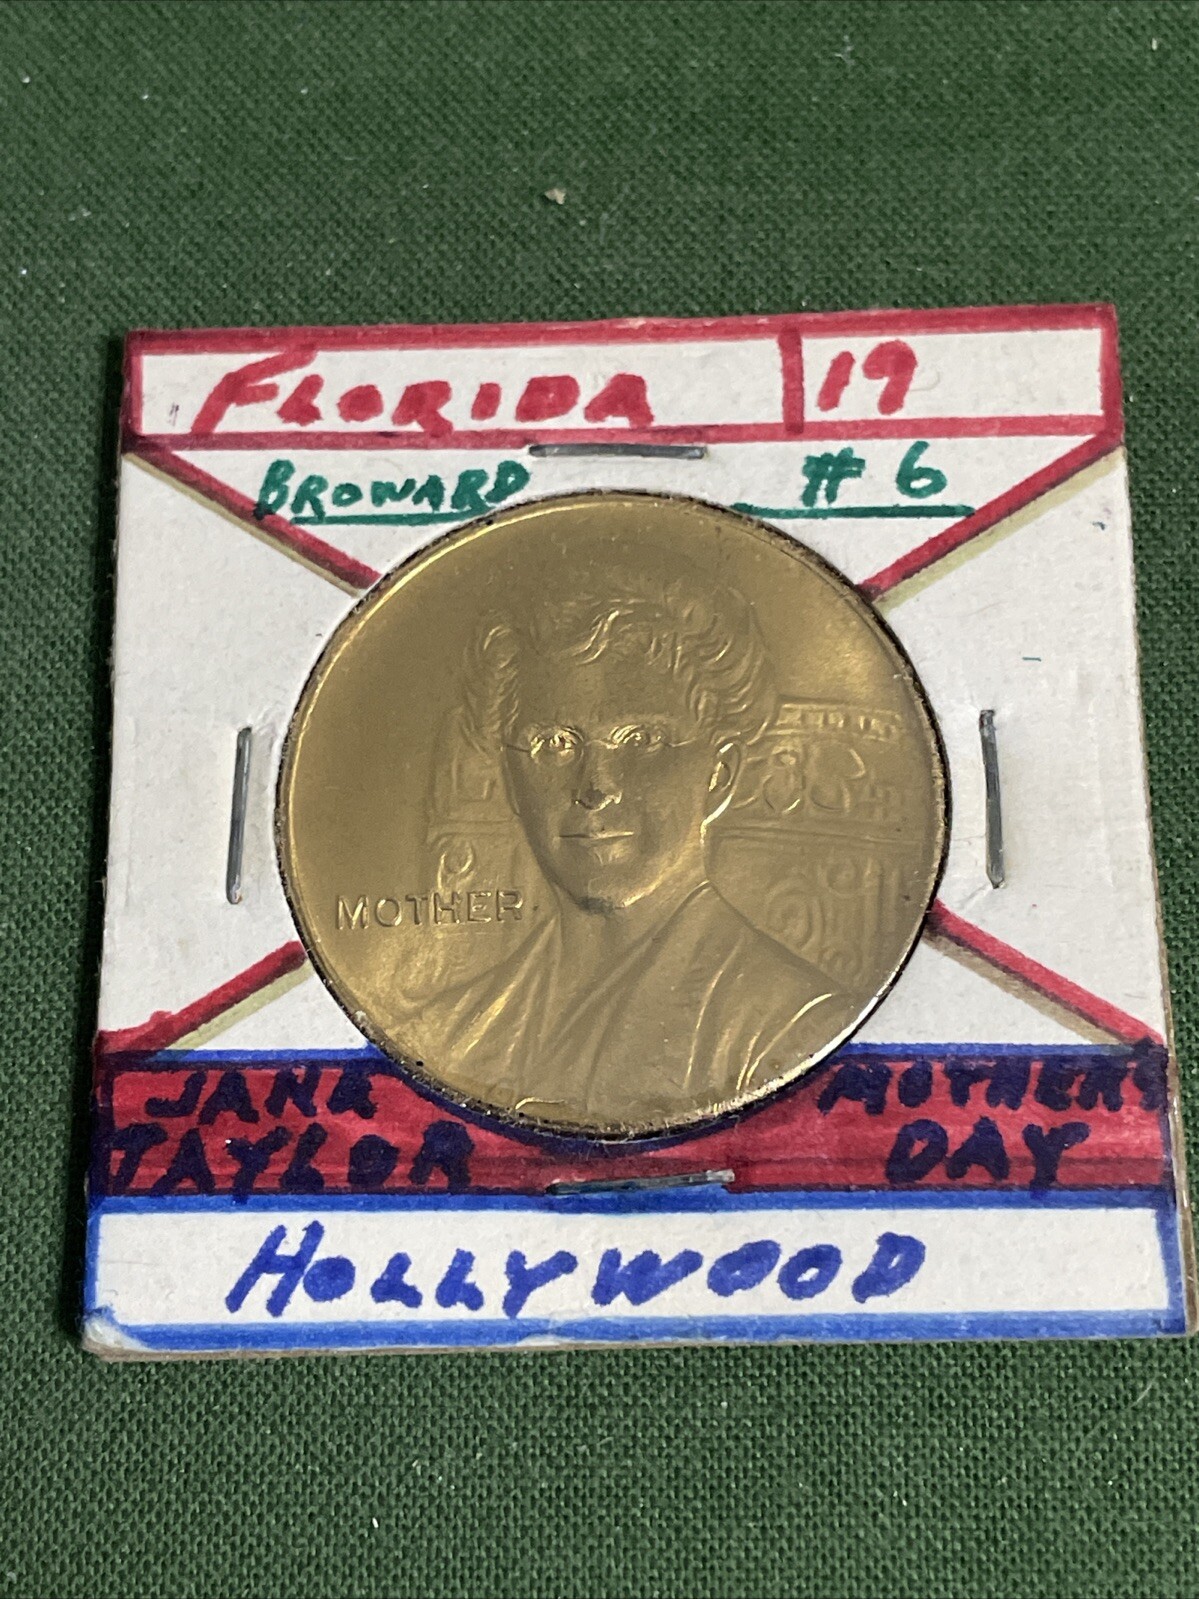 FLORIDA 19
BROWARD # 6
MOTHER
JANE MOTHERS
TAYLOR DAY
HOLLYWOOD